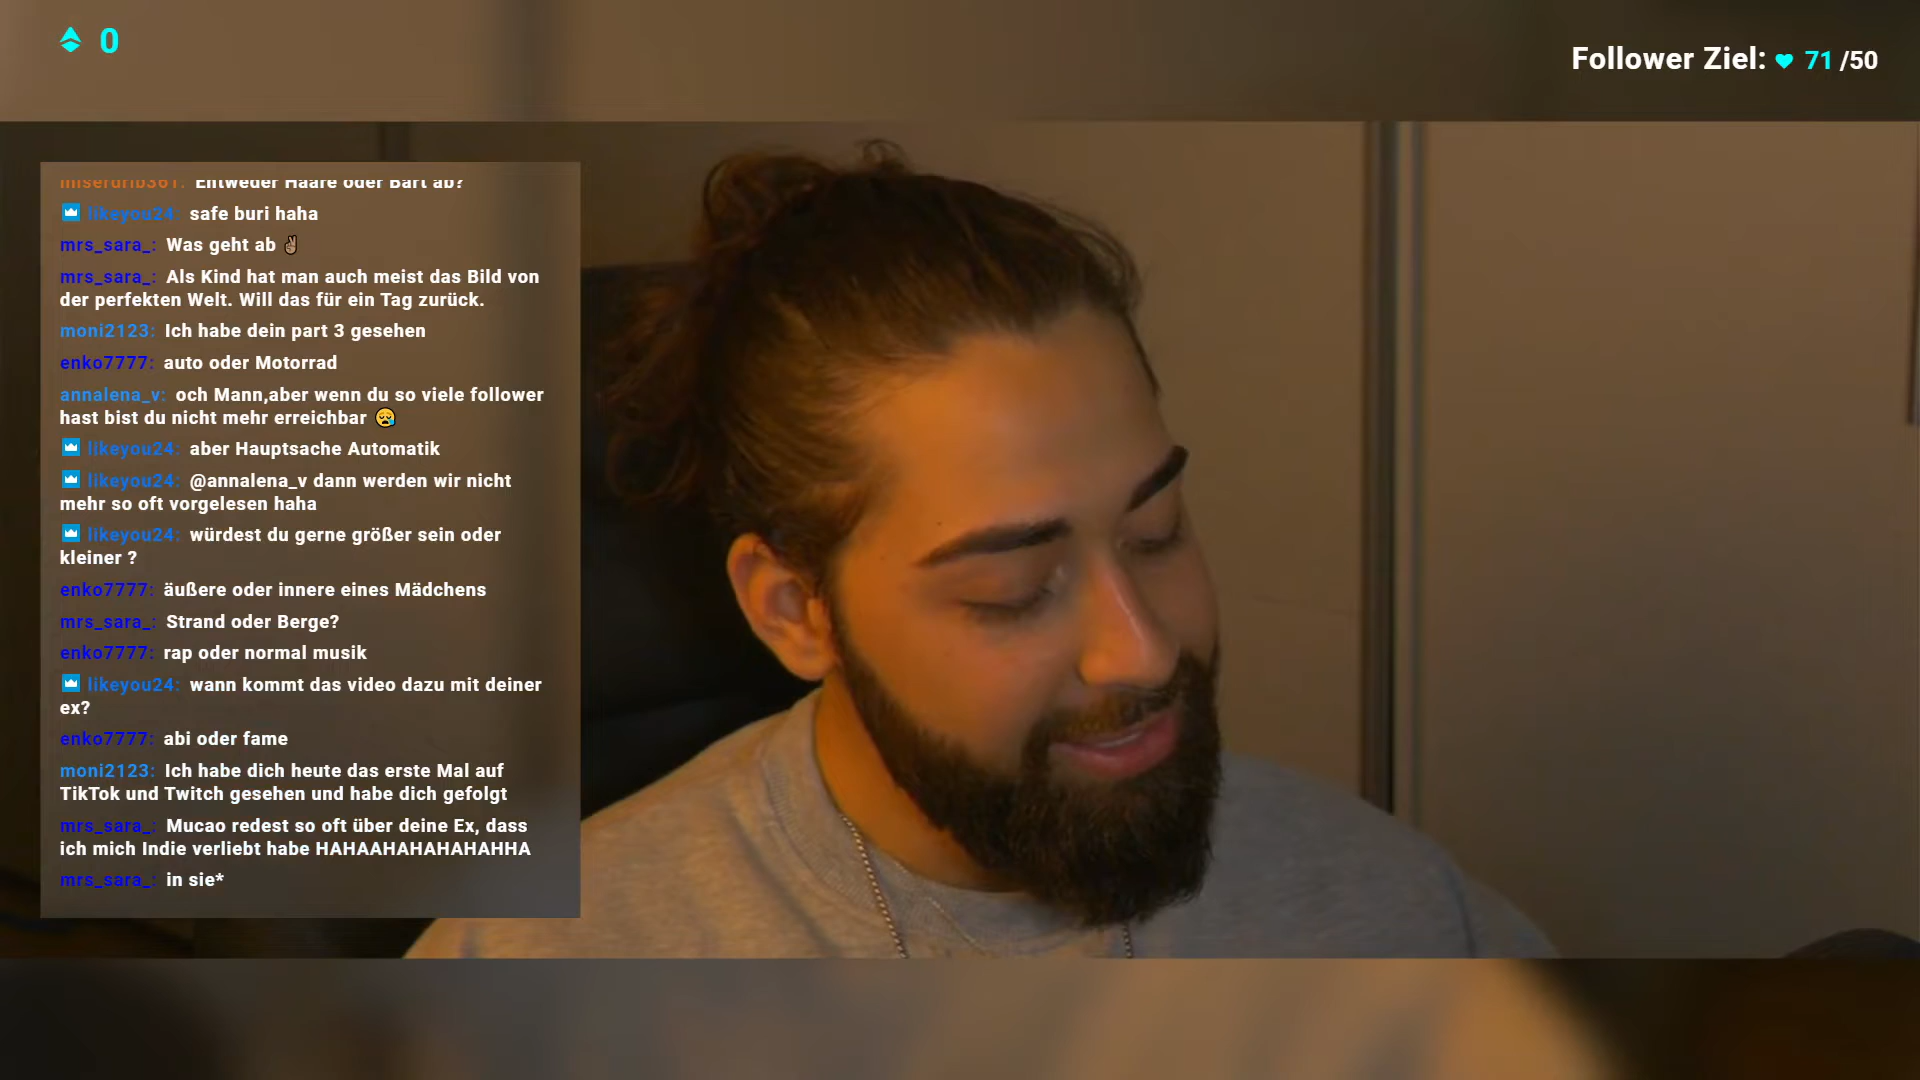 0
Follower Ziel: 71 /50
Entweder Haare oder Bart ab?
likeyou24: safe buri haha
mrs_sara_: Was geht ab ✌🏽
mrs_sara_: Als Kind hat man auch meist das Bild von
der perfekten Welt. Will das für ein Tag zurück.
moni2123: Ich habe dein part 3 gesehen
enko7777: auto oder Motorrad
annalena_v: och Mann,aber wenn du so viele follower
hast bist du nicht mehr erreichbar 😪
likeyou24: aber Hauptsache Automatik
likeyou24: @annalena_v dann werden wir nicht
mehr so oft vorgelesen haha
likeyou24: würdest du gerne größer sein oder
kleiner ?
enko7777: äußere oder innere eines Mädchens
mrs_sara_: Strand oder Berge?
enko7777: rap oder normal musik
likeyou24: wann kommt das video dazu mit deiner
ex?
enko7777: abi oder fame
moni2123: Ich habe dich heute das erste Mal auf
TikTok und Twitch gesehen und habe dich gefolgt
mrs_sara_: Mucao redest so oft über deine Ex, dass
ich mich Indie verliebt habe HAHAAHAHAHAHAHHA
mrs_sara_: in sie*